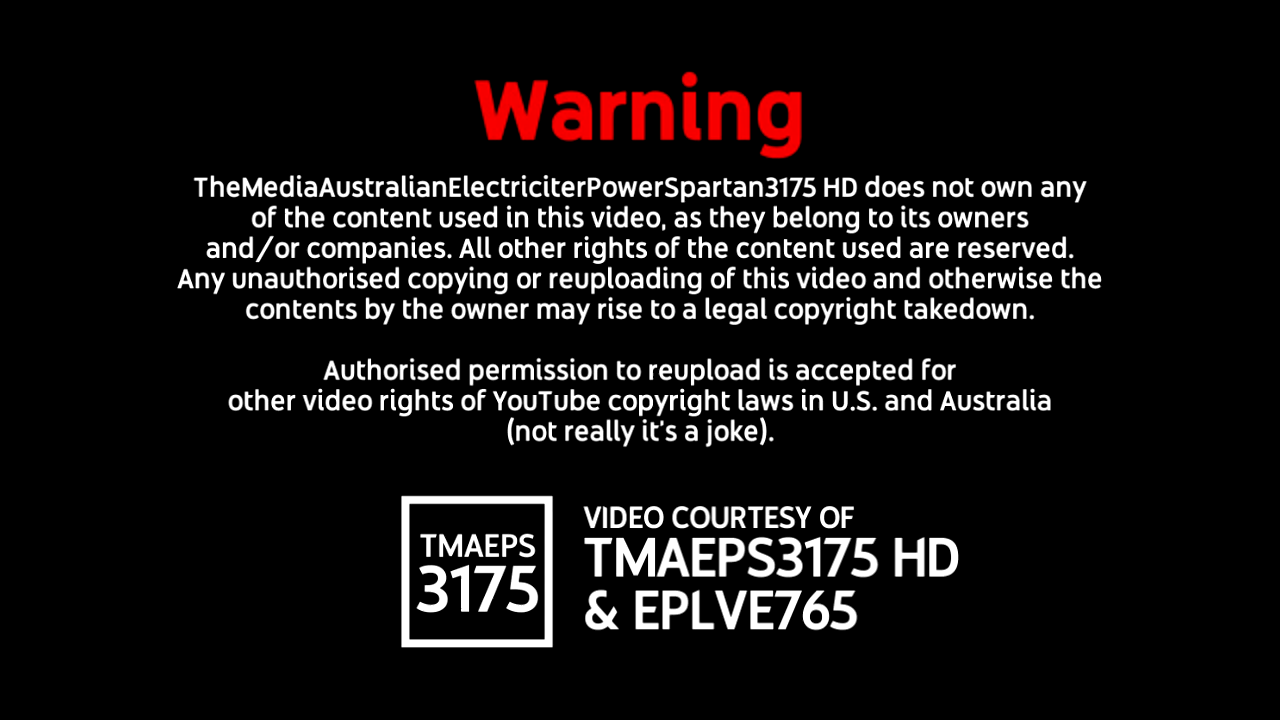 Warning
TheMediaAustralianElectriciterPowerSpartan3175 HD does not own any
of the content used in this video, as they belong to its owners
and/or companies. All other rights of the content used are reserved.
Any unauthorised copying or reuploading of this video and otherwise the
contents by the owner may rise to a legal copyright takedown.
Authorised permission to reupload is accepted for
other video rights of YouTube copyright laws in U.S. and Australia
(not really it's a joke).
TMAEPS
3175
VIDEO COURTESY OF
TMAEPS3175 HD
& EPLVE765